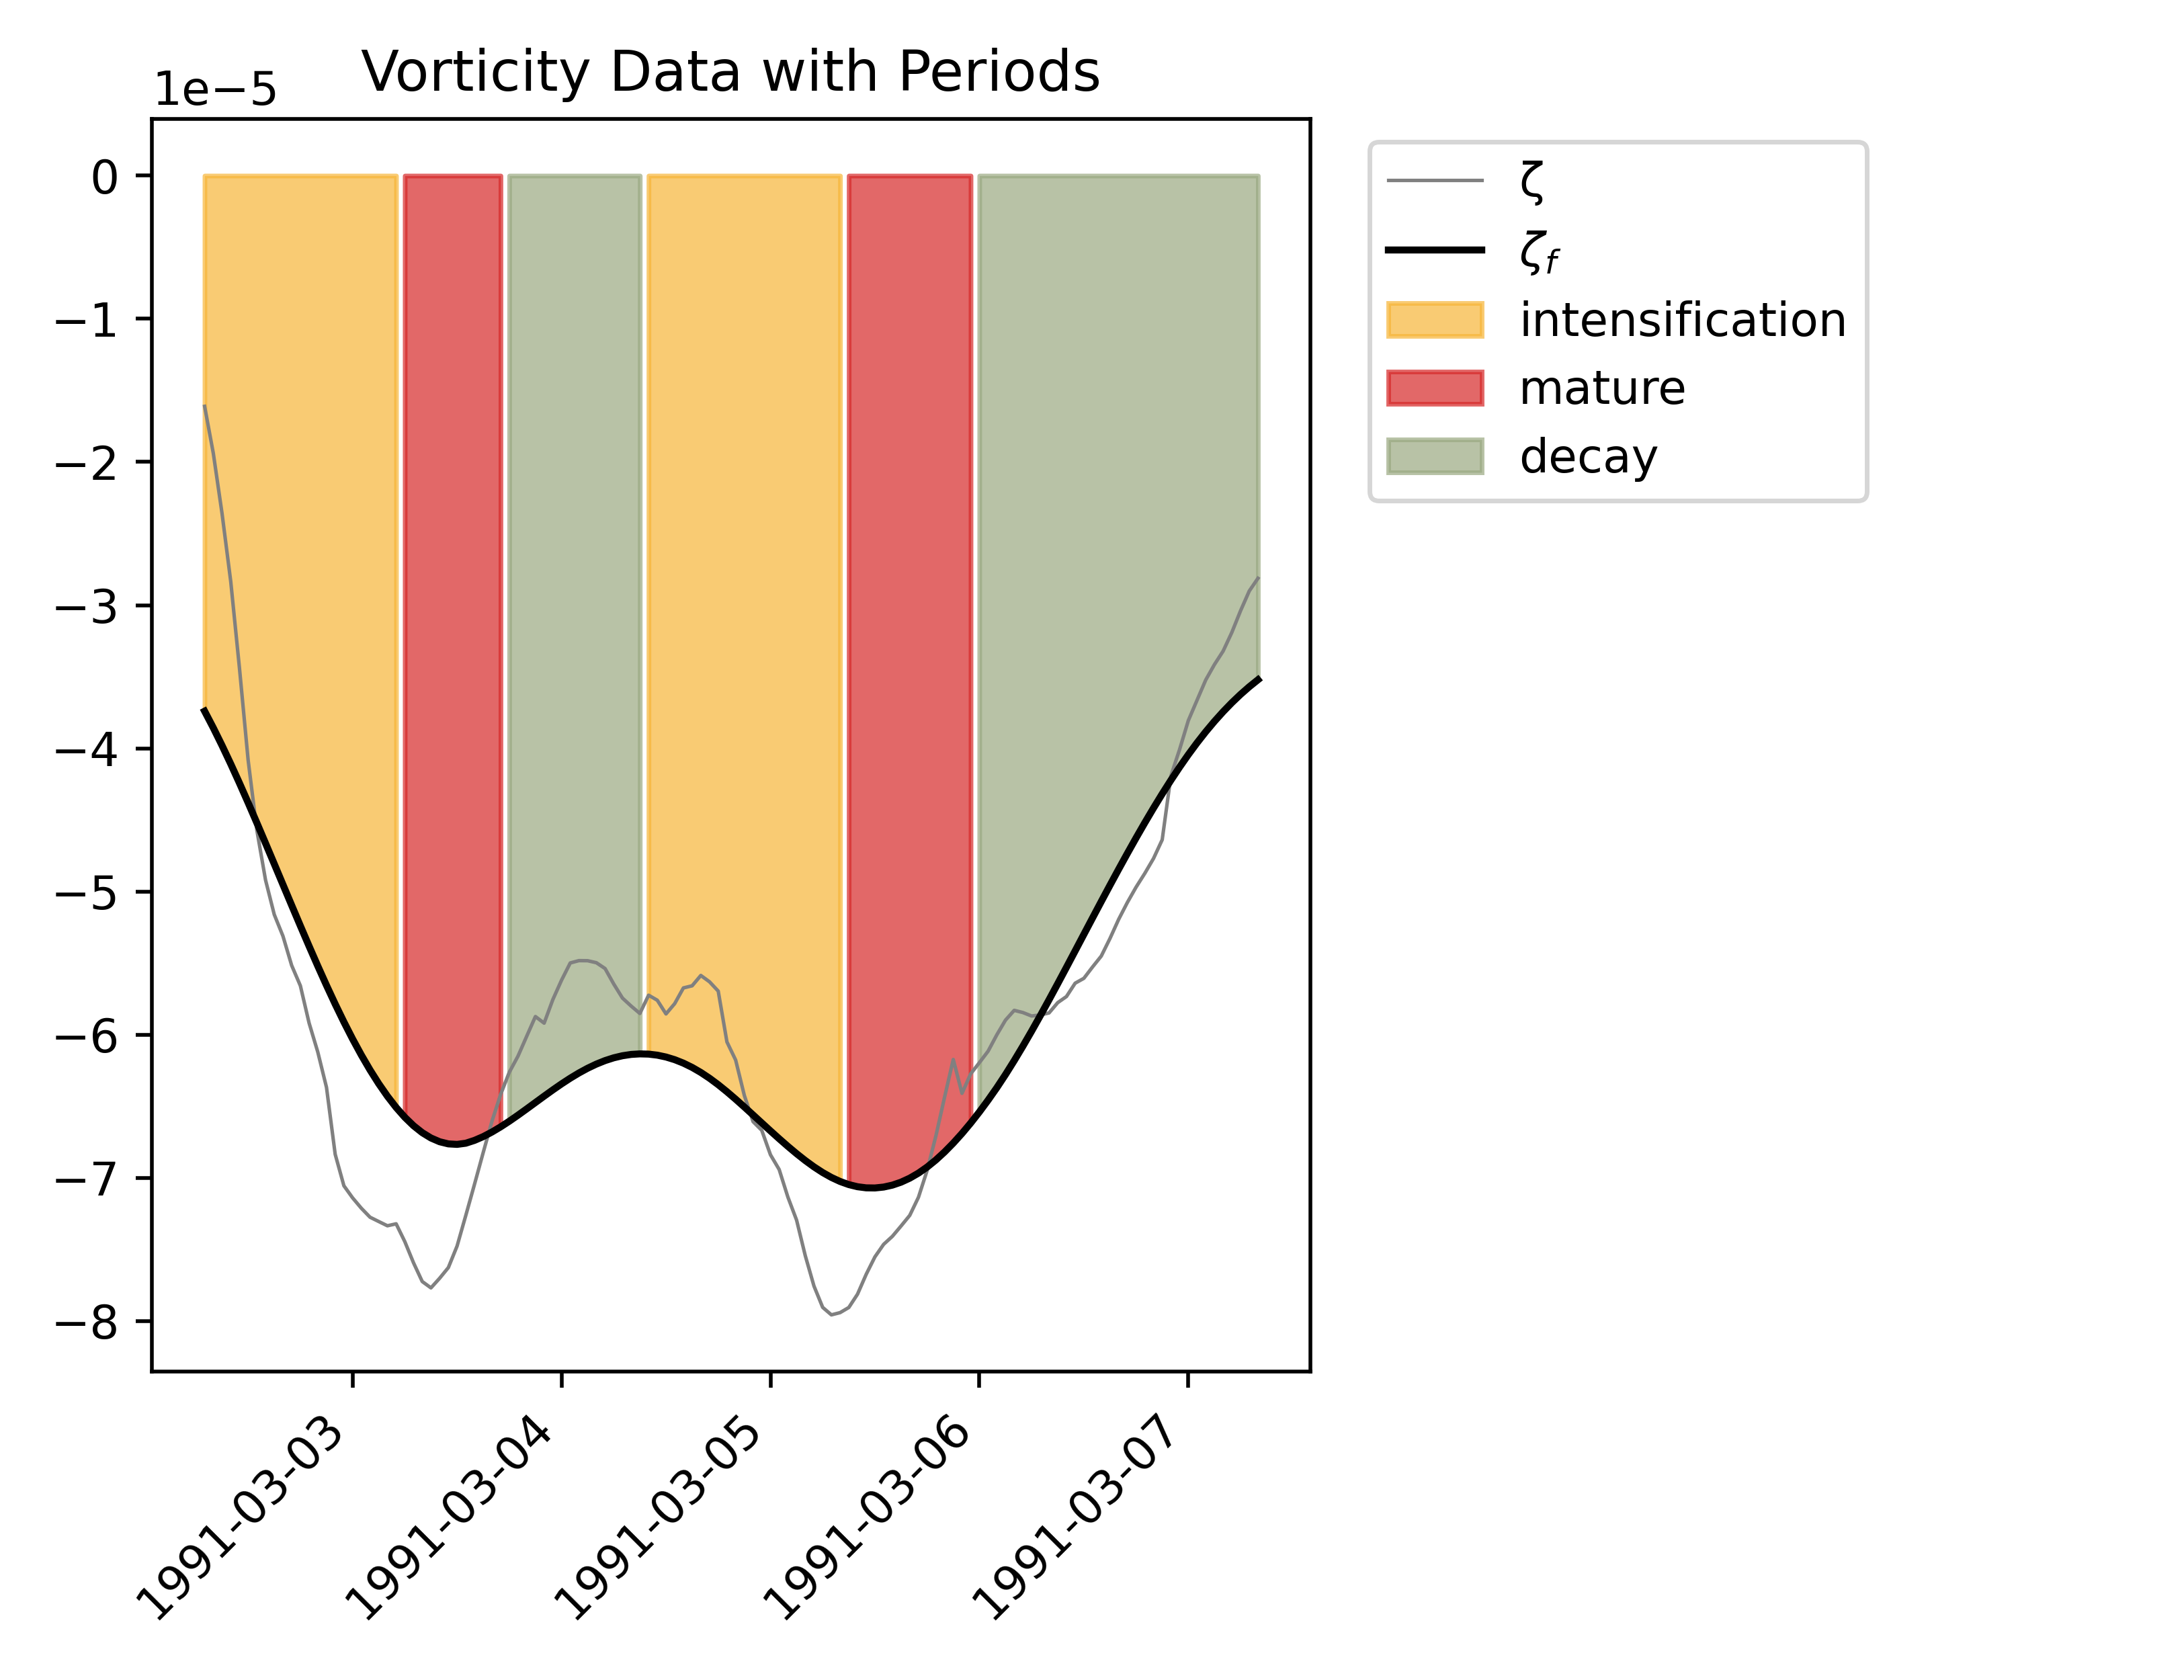 Vorticity Data with Periods
1e−5
0
−1
−2
−3
−4
−5
−6
−7
−8
1991-03-03
1991-03-04
1991-03-05
1991-03-06
1991-03-07
ζ
ζf
intensification
mature
decay